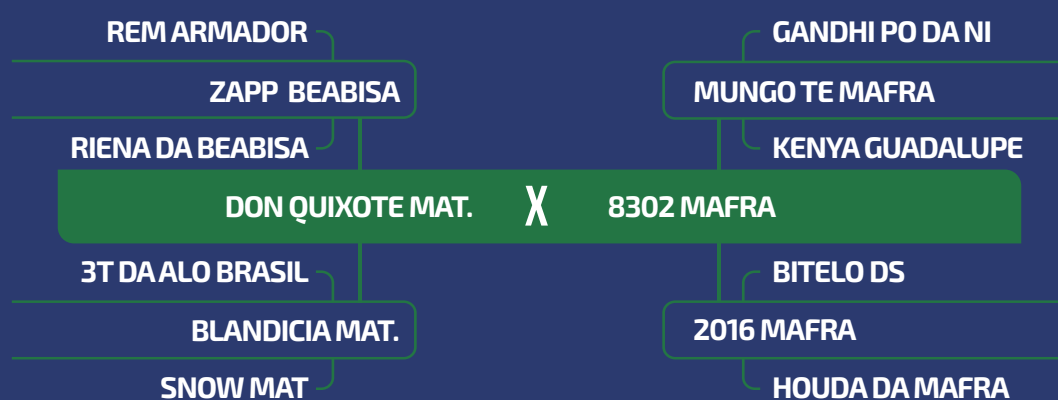 REM ARMADOR
GANDHI PO DA NI
ZAPP BEABISA
MUNGO TE MAFRA
RIENA DA BEABISA
KENYA GUADALUPE
DON QUIXOTE MAT. X 8302 MAFRA
3T DA ALO BRASIL
BITELO DS
BLANDICIA MAT.
2016 MAFRA
SNOW MAT
HOUDA DA MAFRA